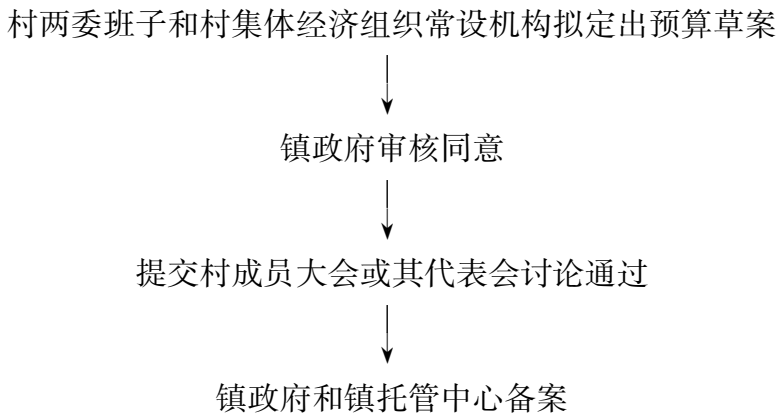 村两委班子和村集体经济组织常设机构拟定出预算草案
镇政府审核同意
提交村成员大会或其代表会讨论通过
镇政府和镇托管中心备案